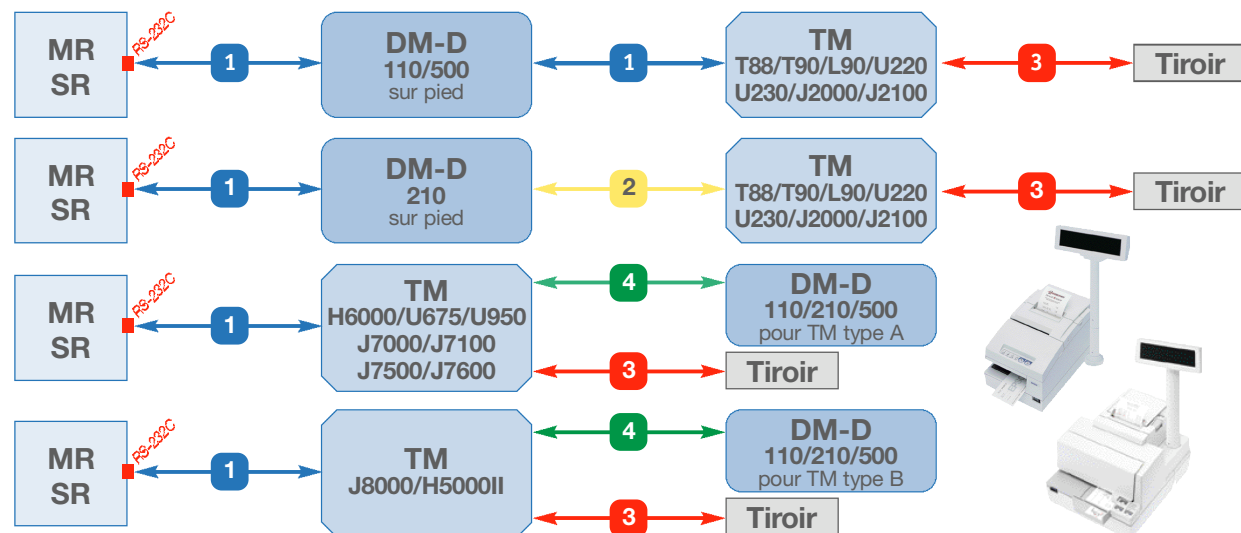 MR
SR
RS-232C
1
DM-D
110/500
sur pied
1
TM
T88/T90/L90/U220
U230/J2000/J2100
3
Tiroir
MR
SR
RS-232C
1
DM-D
210
sur pied
2
TM
T88/T90/L90/U220
U230/J2000/J2100
3
Tiroir
MR
SR
RS-232C
1
TM
H6000/U675/U950
J7000/J7100
J7500/J7600
4
DM-D
110/210/500
pour TM type A
3
Tiroir
MR
SR
RS-232C
1
TM
J8000/H5000II
4
DM-D
110/210/500
pour TM type B
3
Tiroir